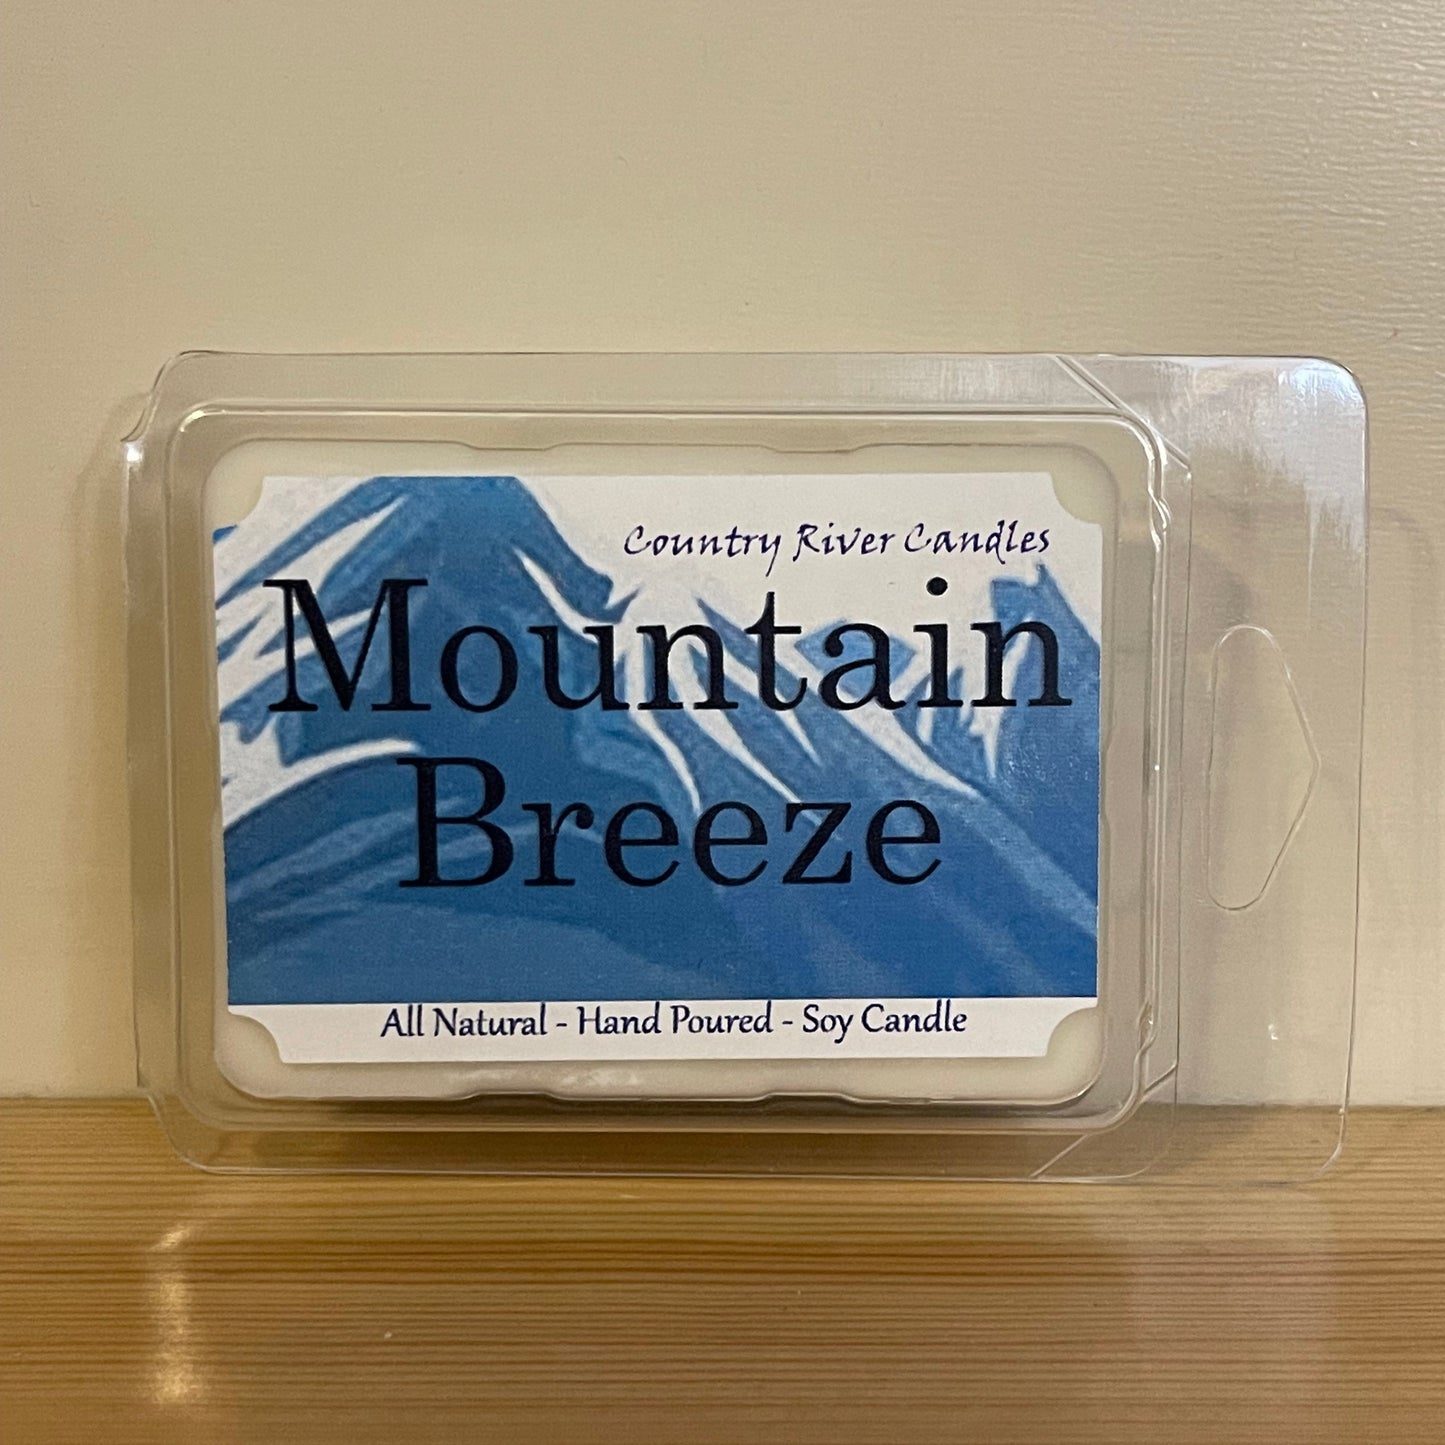 Country River Candles
Mountain
Breeze
All Natural - Hand Poured - Soy Candle